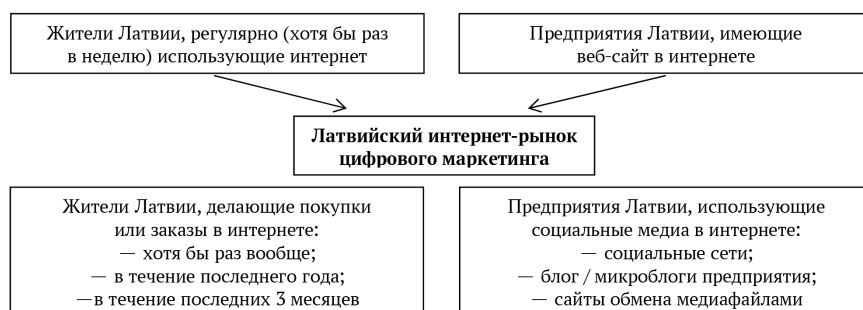 Жители Латвии, регулярно (хотя бы раз
в неделю) использующие интернет
Предприятия Латвии, имеющие
веб-сайт в интернете
Латвийский интернет-рынок
цифрового маркетинга
Жители Латвии, делающие покупки
или заказы в интернете:
— хотя бы раз вообще;
— в течение последнего года;
—в течение последних 3 месяцев
Предприятия Латвии, использующие
социальные медиа в интернете:
— социальные сети;
— блог / микроблоги предприятия;
— сайты обмена медиафайлами